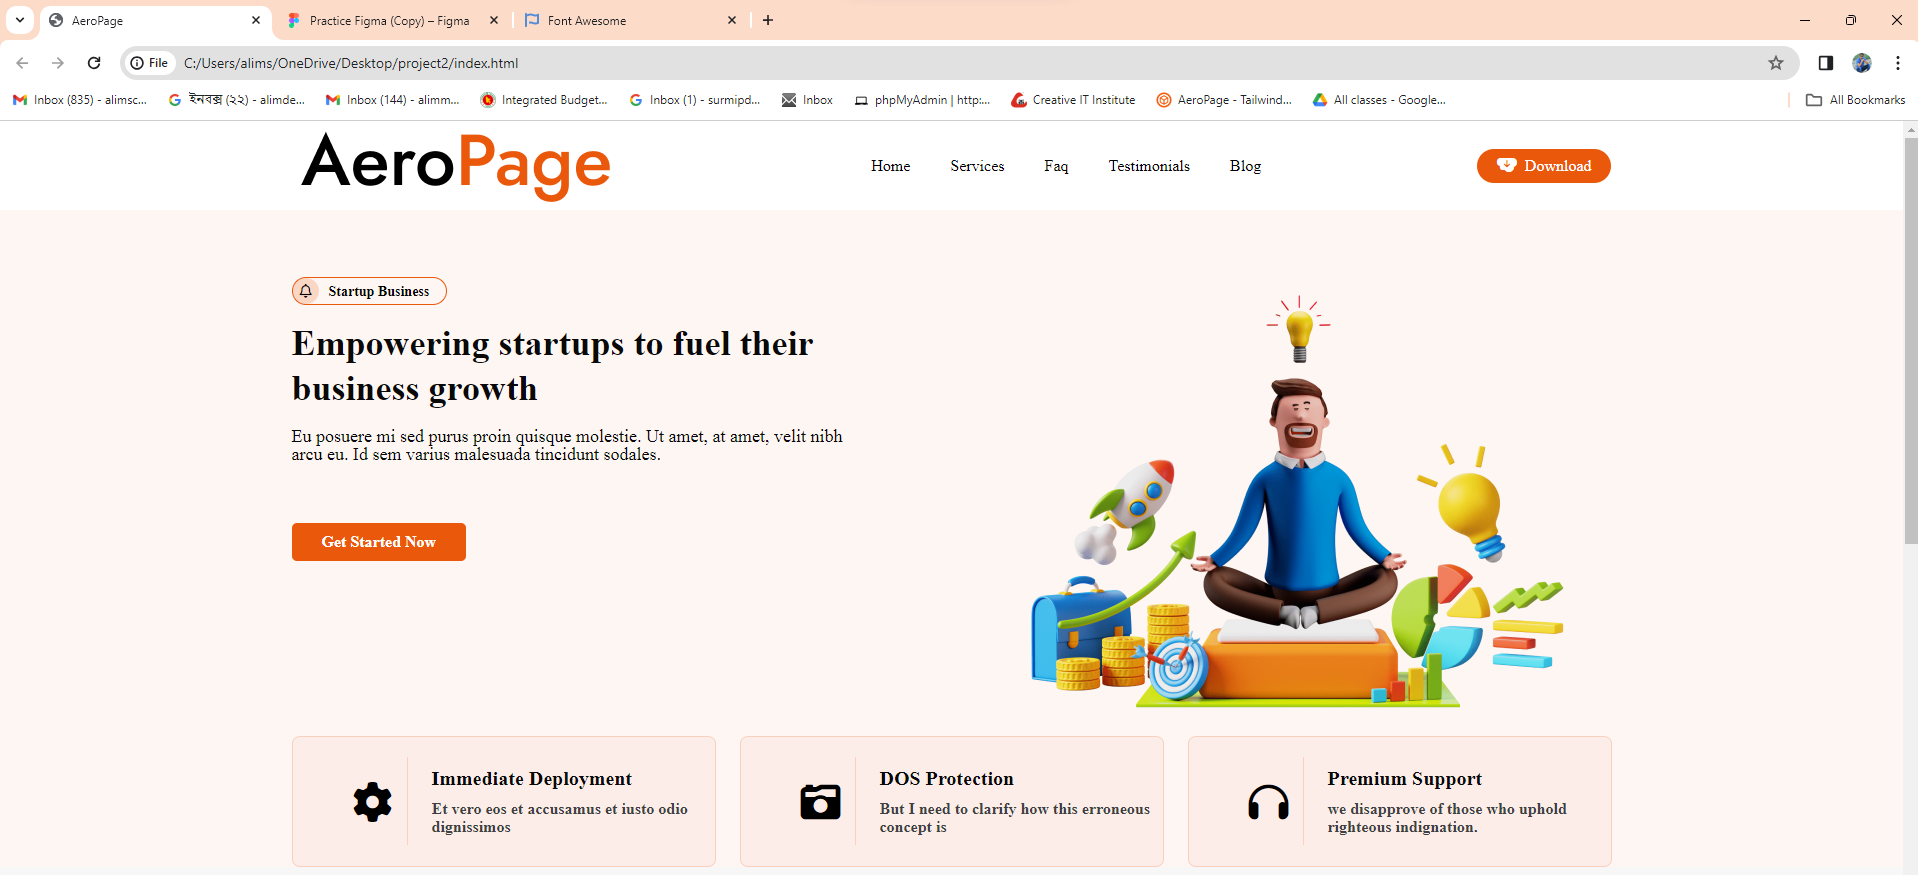 AeroPage
Practice Figma (Copy) – Figma
Font Awesome
File
C:/Users/alims/OneDrive/Desktop/project2/index.html
Inbox (835) - alimsc...
ইনবক্স (২২) - alimde...
Inbox (144) - alimm...
Integrated Budget...
Inbox (1) - surmipd...
Inbox
phpMyAdmin | http:...
Creative IT Institute
AeroPage - Tailwind...
All classes - Google...
All Bookmarks
AeroPage
Home
Services
Faq
Testimonials
Blog
Download
Startup Business
Empowering startups to fuel their
business growth
Eu posuere mi sed purus proin quisque molestie. Ut amet, at amet, velit nibh
arcu eu. Id sem varius malesuada tincidunt sodales.
Get Started Now
Immediate Deployment
Et vero eos et accusamus et iusto odio
dignissimos
DOS Protection
But I need to clarify how this erroneous
concept is
Premium Support
we disapprove of those who uphold
righteous indignation.